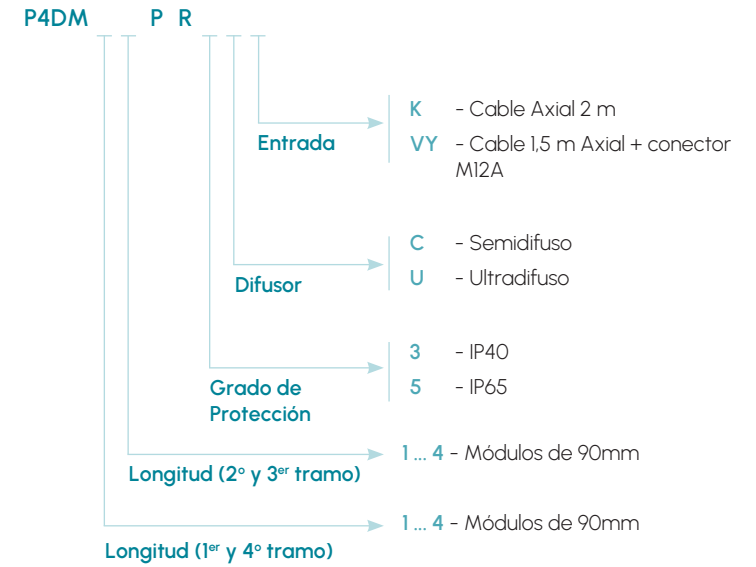 P4DM P R
K - Cable Axial 2 m
Entrada
VY - Cable 1,5 m Axial + conector
M12A
C - Semidifuso
Difusor
U - Ultradifuso
3 - IP40
Grado de
Protección
5 - IP65
1 ... 4 - Módulos de 90mm
Longitud (2º y 3er tramo)
1 ... 4 - Módulos de 90mm
Longitud (1er y 4º tramo)